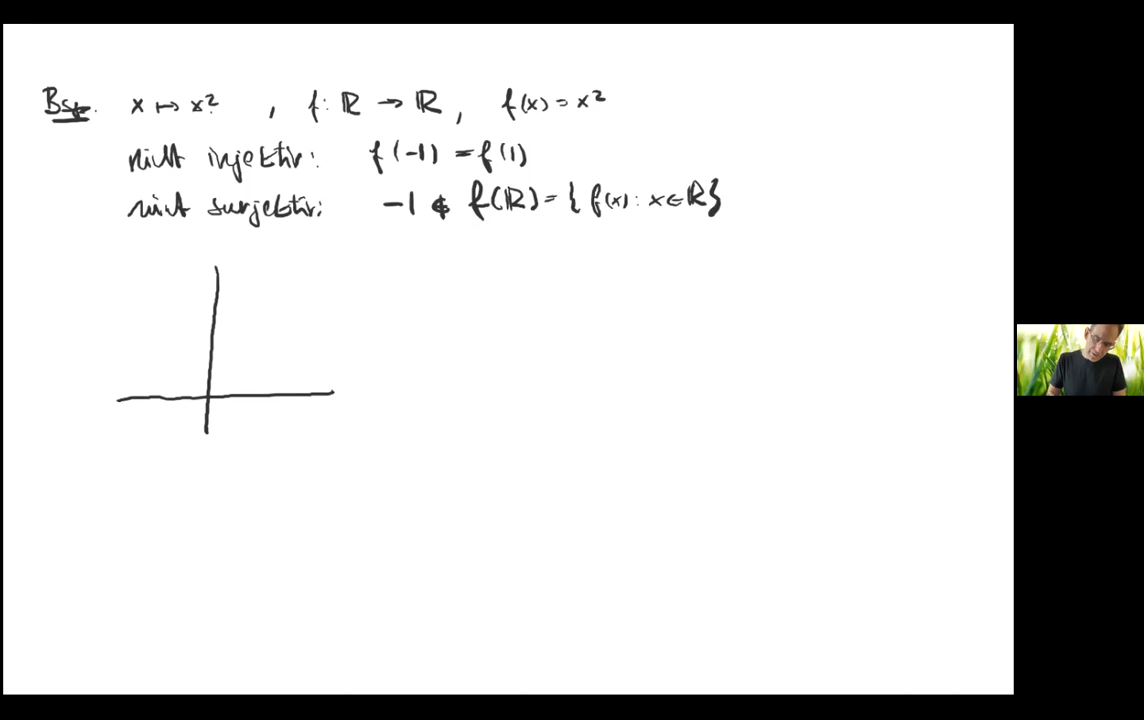 Bsp. x ↦ x² , f: ℝ → ℝ, f(x) = x²
nicht injektiv: f(-1) = f(1)
nicht surjektiv: -1 ∉ f(ℝ) = { f(x) : x ∈ ℝ }